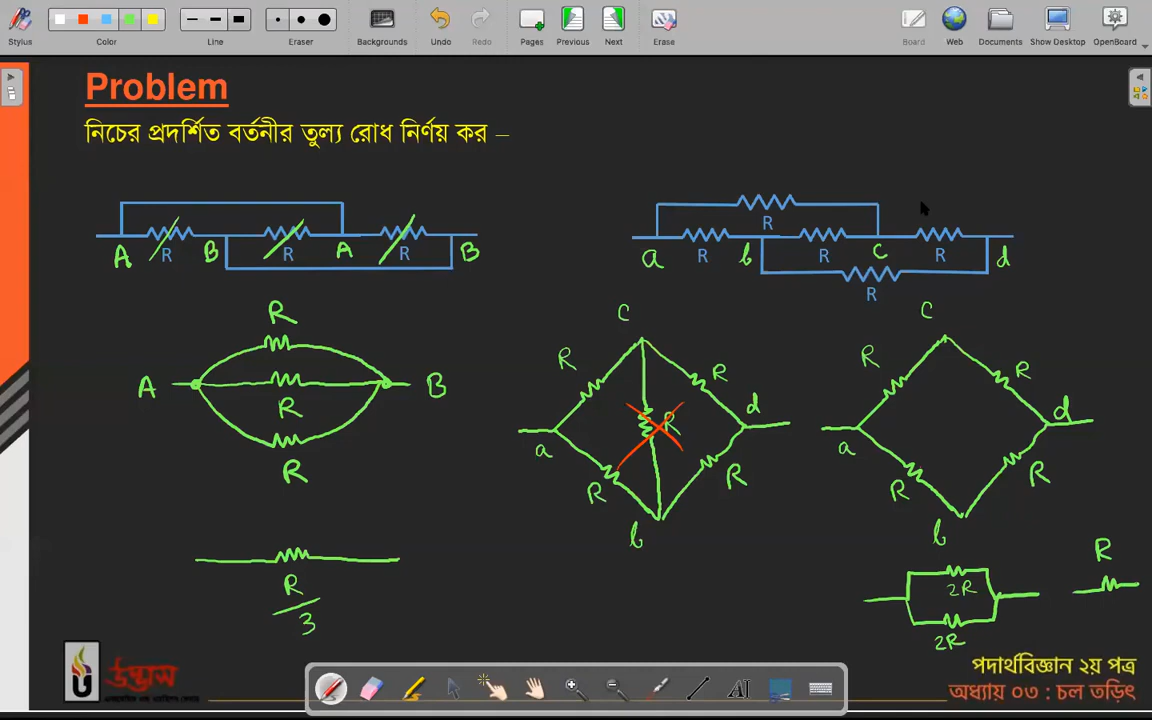 Stylus
Color
Line
Eraser
Backgrounds
Undo
Redo
Pages
Previous
Next
Erase
Board
Web
Documents
Show Desktop
OpenBoard
Problem
নিচের প্রদর্শিত বর্তনীর তুল্য রোধ নির্ণয় কর –
A R B R A R B
R
a R b R c R d
R
R
A B
R
R
c
R R
R
a d
R R
b
c
R R
a d
R R
b
R
3
2R
2R
R
উদ্ভাস
পদার্থবিজ্ঞান ২য় পত্র
অধ্যায় ০৩ : চল তড়িৎ